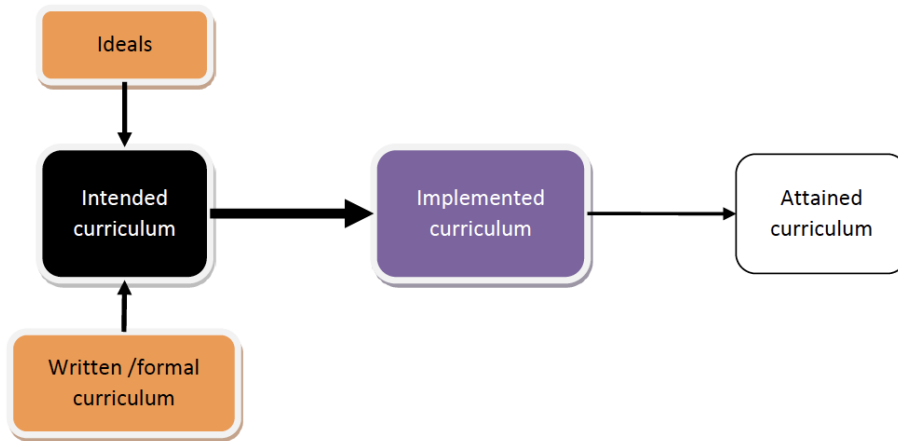 Ideals
Intended
curriculum
Implemented
curriculum
Attained
curriculum
Written /formal
curriculum